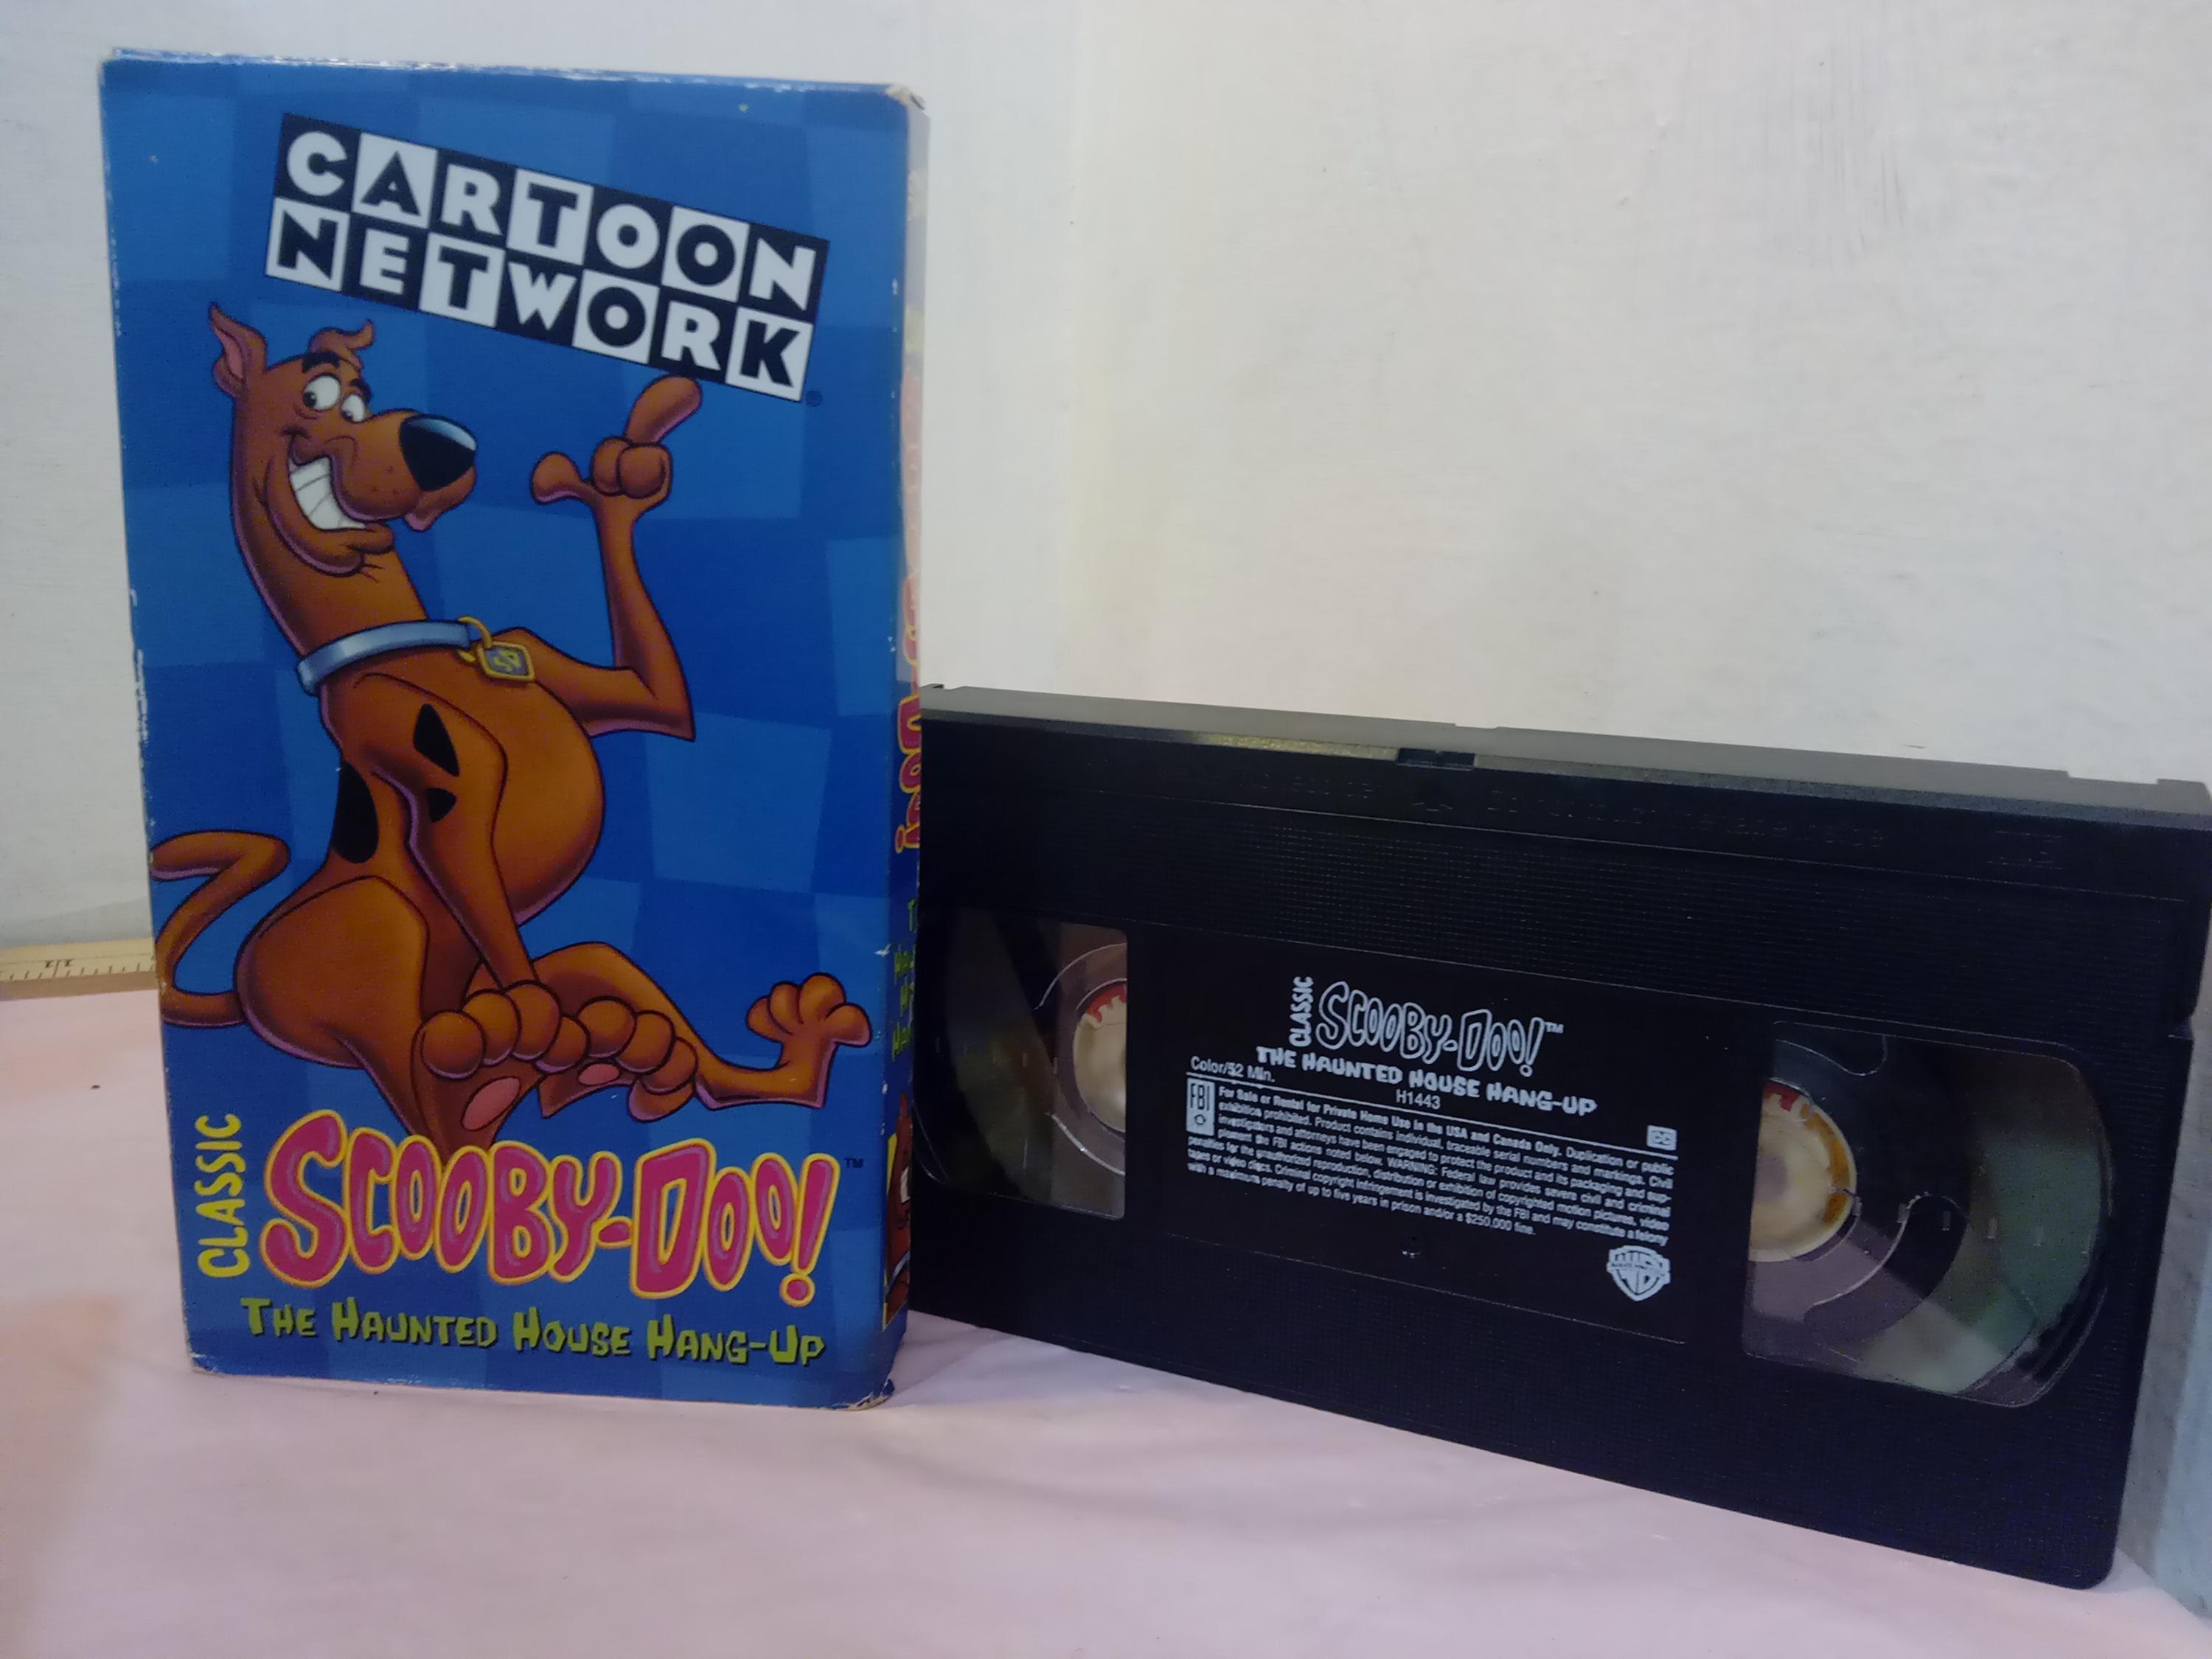 CARTOON
NETWORK
CLASSIC
SCOOBY-DOO!™
THE HAUNTED HOUSE HANG-UP
CLASSIC
SCOOBY-DOO!™
THE HAUNTED HOUSE HANG-UP
Color/52 Min.
H1443
FBI
For Sale or Rental for Private Home Use in the USA and Canada Only. Duplication or public
exhibition prohibited. Product contains individual, traceable serial numbers and markings. Civil
investigators and attorneys have been engaged to protect the product and its packaging and sup-
plement the FBI actions noted below. WARNING: Federal law provides severe civil and criminal
penalties for the unauthorized reproduction, distribution or exhibition of copyrighted motion pictures, video
tapes or video discs. Criminal copyright infringement is investigated by the FBI and may constitute a felony
with a maximum penalty of up to five years in prison and/or a $250,000 fine.
WB
11